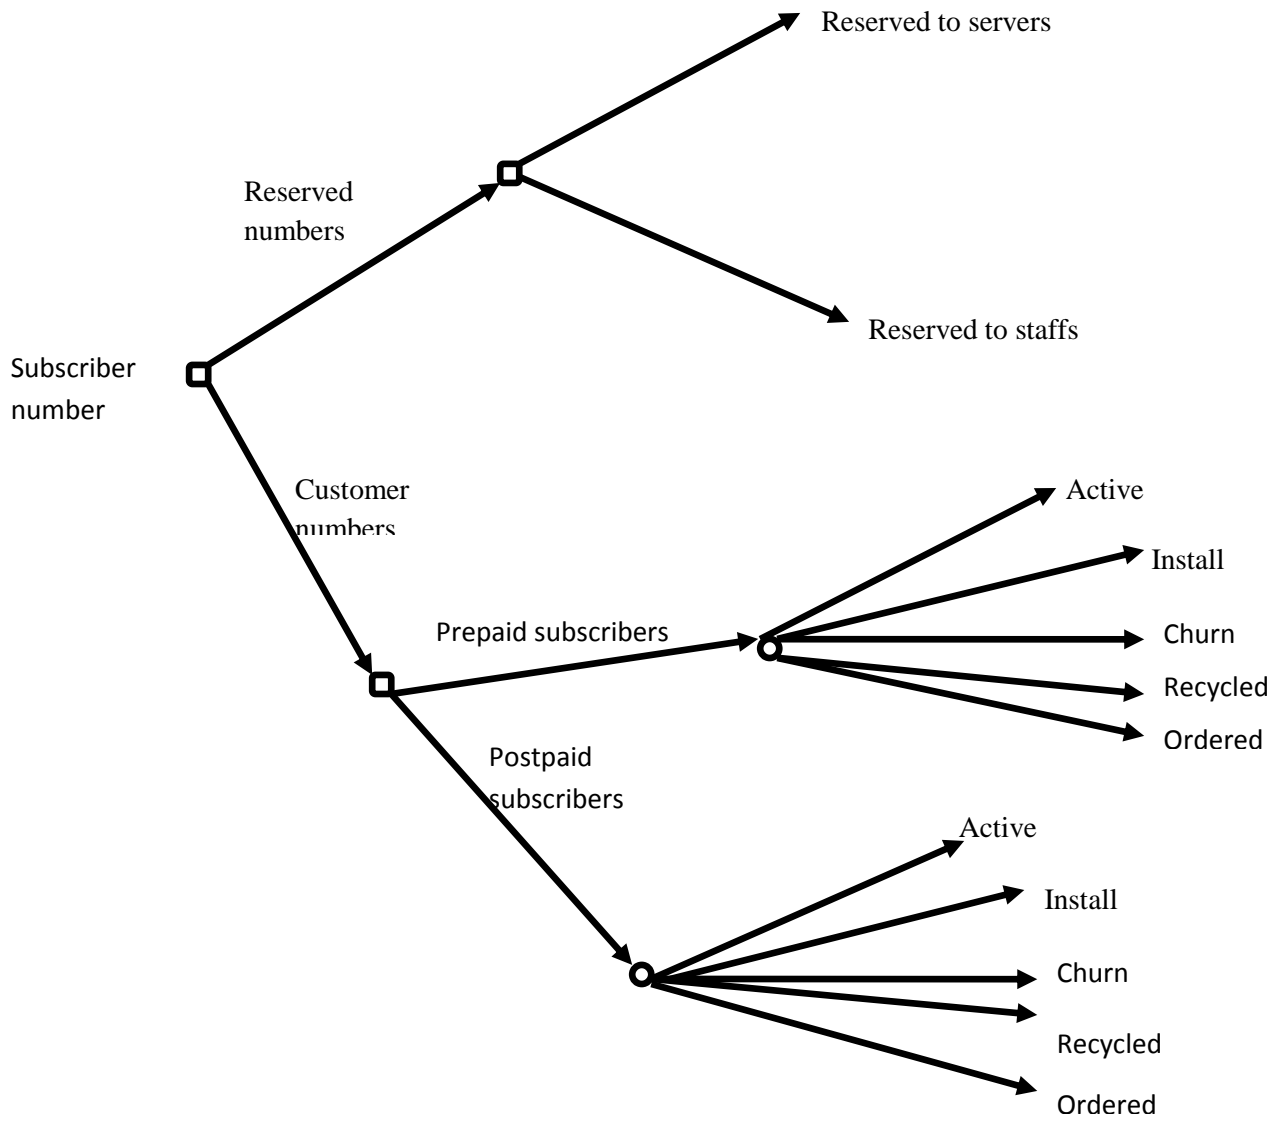 Reserved to servers
Reserved
numbers
Reserved to staffs
Subscriber
number
Customer
numbers
Active
Install
Prepaid subscribers
Churn
Recycled
Ordered
Postpaid
subscribers
Active
Install
Churn
Recycled
Ordered